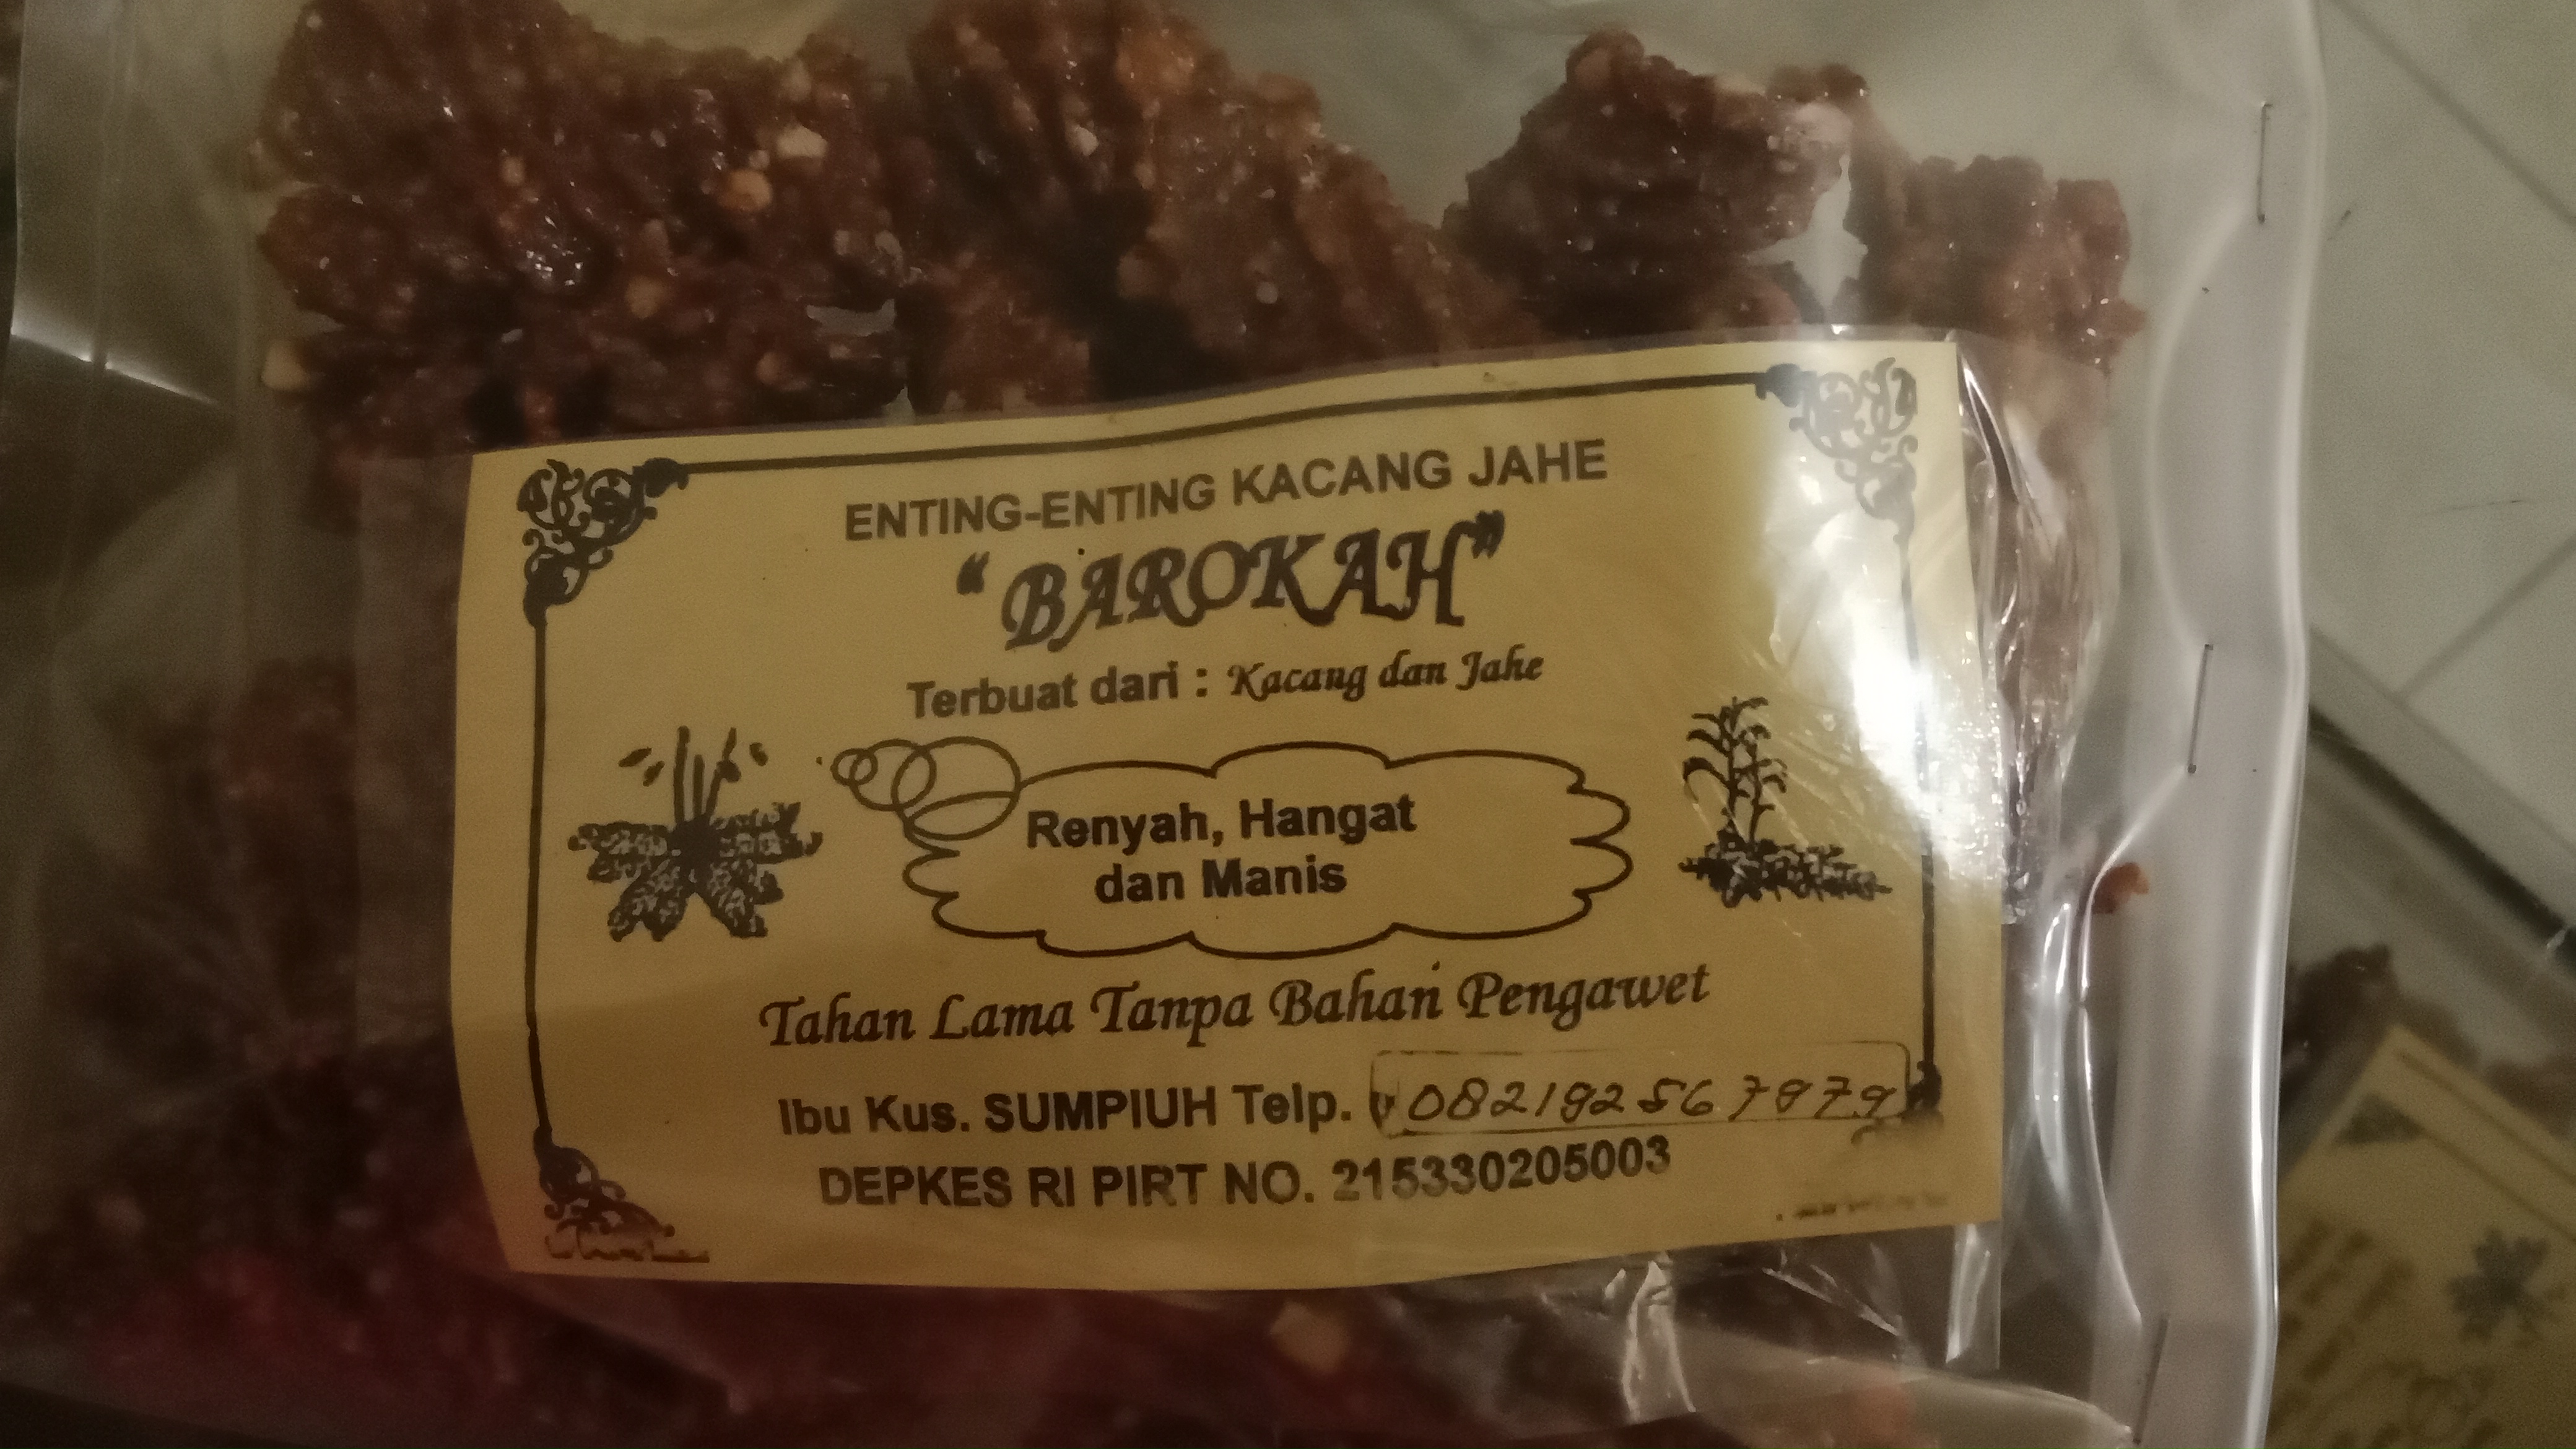 ENTING-ENTING KACANG JAHE
“BAROKAH”
Terbuat dari : Kacang dan Jahe
Renyah, Hangat
dan Manis
Tahan Lama Tanpa Bahan Pengawet
Ibu Kus. SUMPIUH Telp.
DEPKES RI PIRT NO. 215330205003